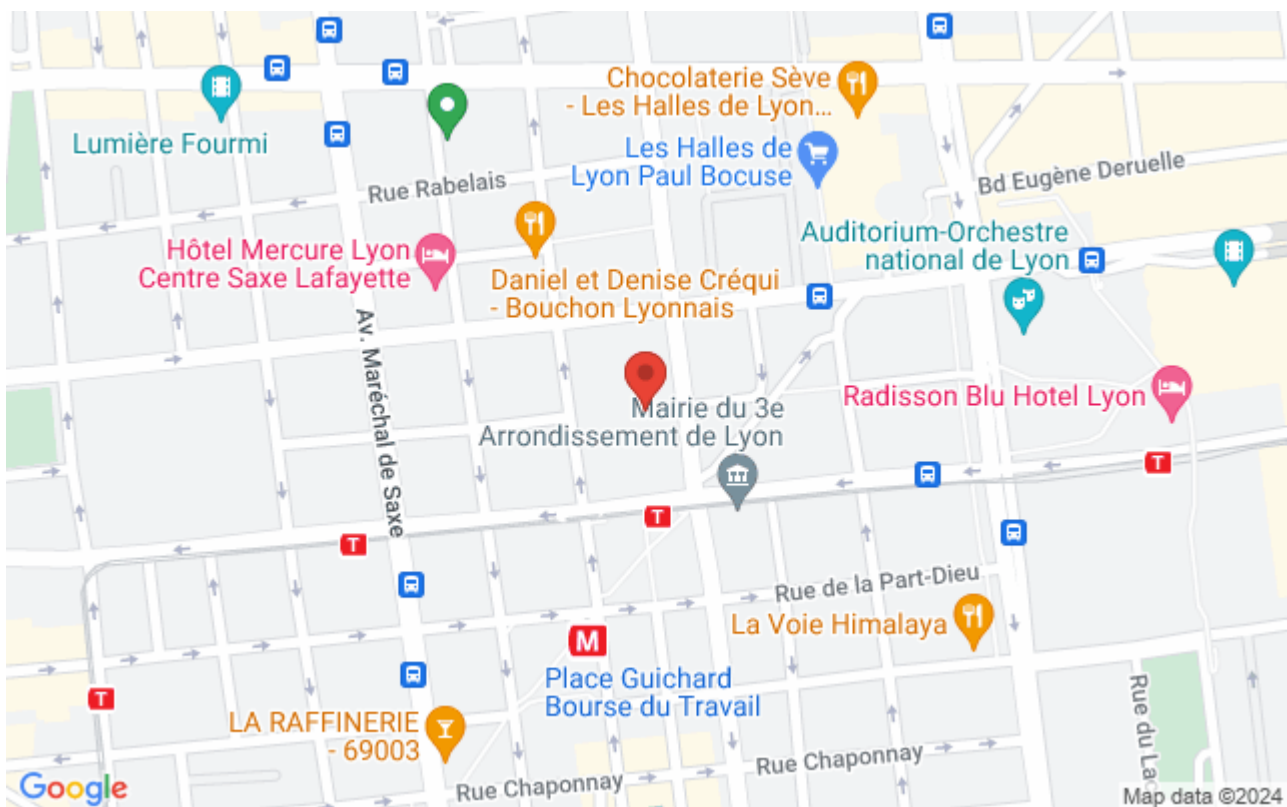 Chocolaterie Sève
- Les Halles de Lyon...
Lumière Fourmi
Les Halles de
Lyon Paul Bocuse
Bd Eugène Deruelle
Rue Rabelais
Hôtel Mercure Lyon
Centre Saxe Lafayette
Auditorium-Orchestre
national de Lyon
Daniel et Denise Créqui
- Bouchon Lyonnais
Av. Maréchal de Saxe
Radisson Blu Hotel Lyon
Mairie du 3e
Arrondissement de Lyon
T
T
T
Rue de la Part-Dieu
La Voie Himalaya
M
Place Guichard
Bourse du Travail
T
LA RAFFINERIE
- 69003
Rue du Lac
Rue Chaponnay
Rue Chaponnay
Google
Map data ©2024